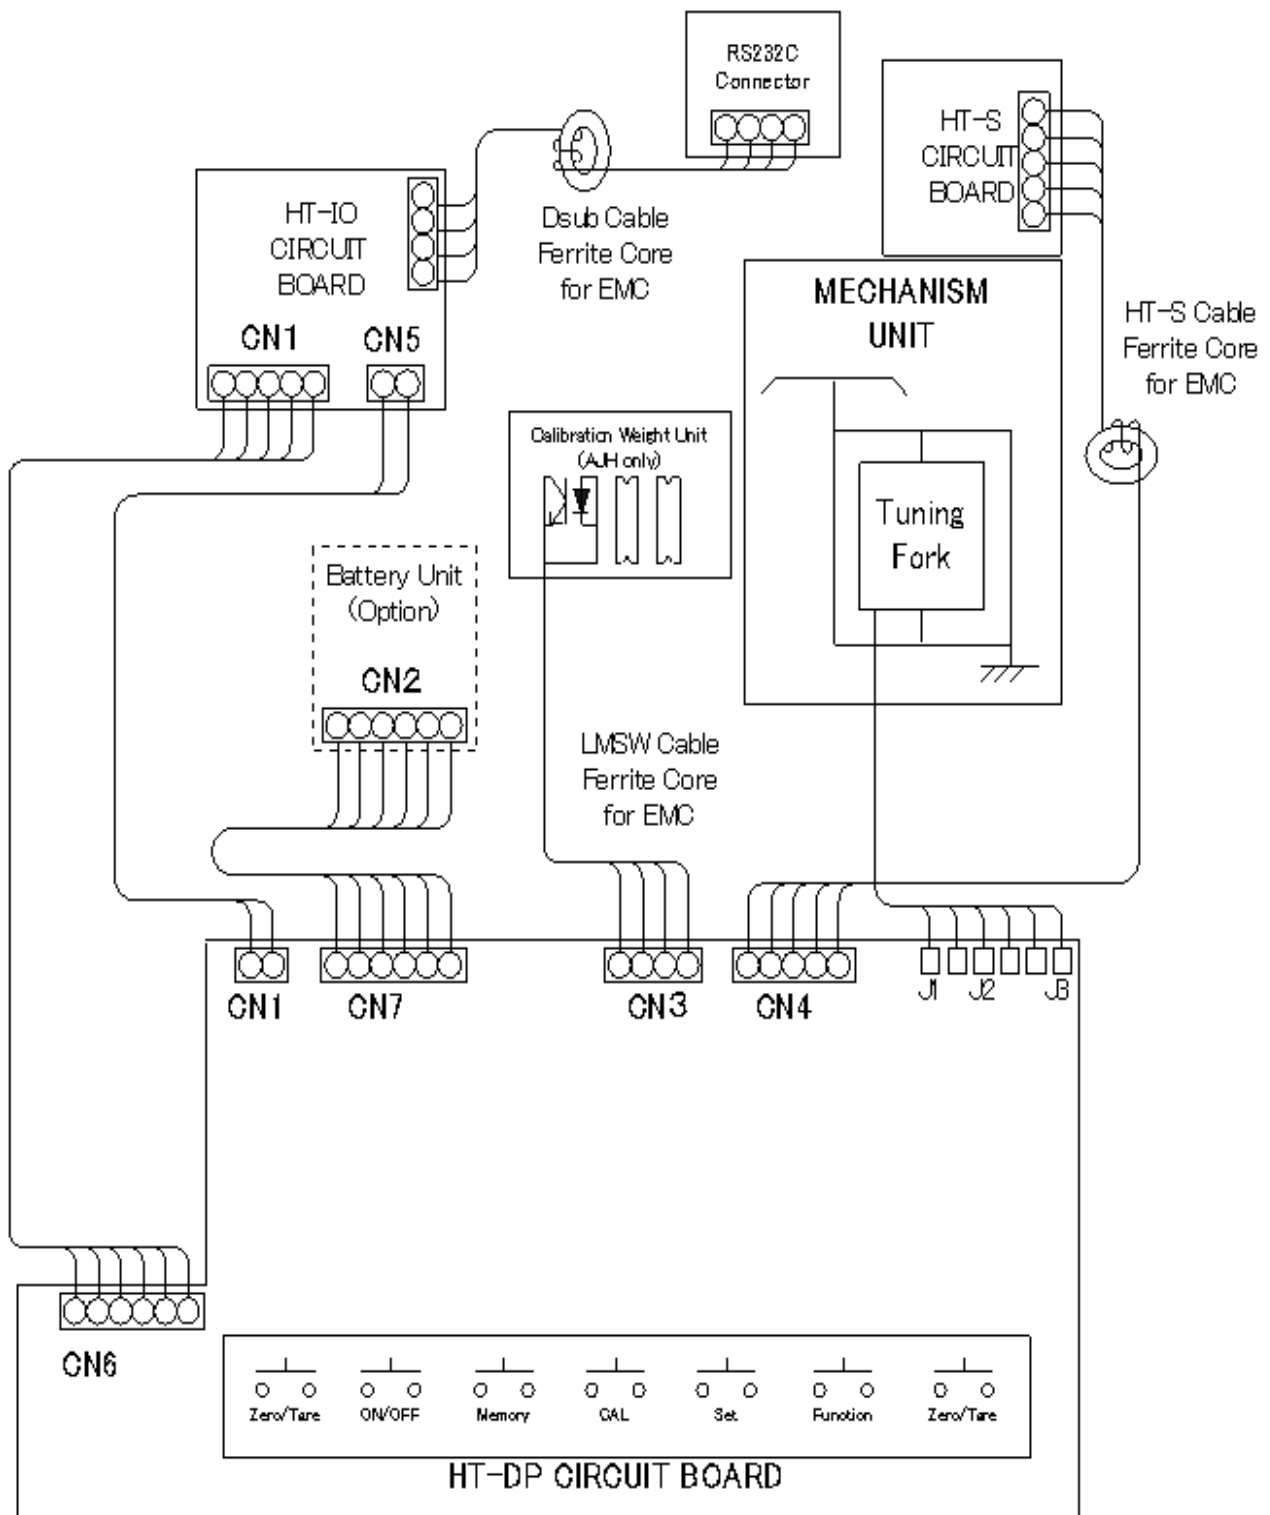 RS232C
Connector
HT-S
CIRCUIT
BOARD
HT-IO
CIRCUIT
BOARD
CN1
CN5
Dsub Cable
Ferrite Core
for EMC
MECHANISM
UNIT
Tuning
Fork
HT-S Cable
Ferrite Core
for EMC
Calibration Weight Unit
(AJH only)
Battery Unit
(Option)
CN2
LMSW Cable
Ferrite Core
for EMC
CN1
CN7
CN3
CN4
J1
J2
J3
CN6
Zero/Tare
ON/OFF
Memory
CAL
Set
Function
Zero/Tare
HT-DP CIRCUIT BOARD